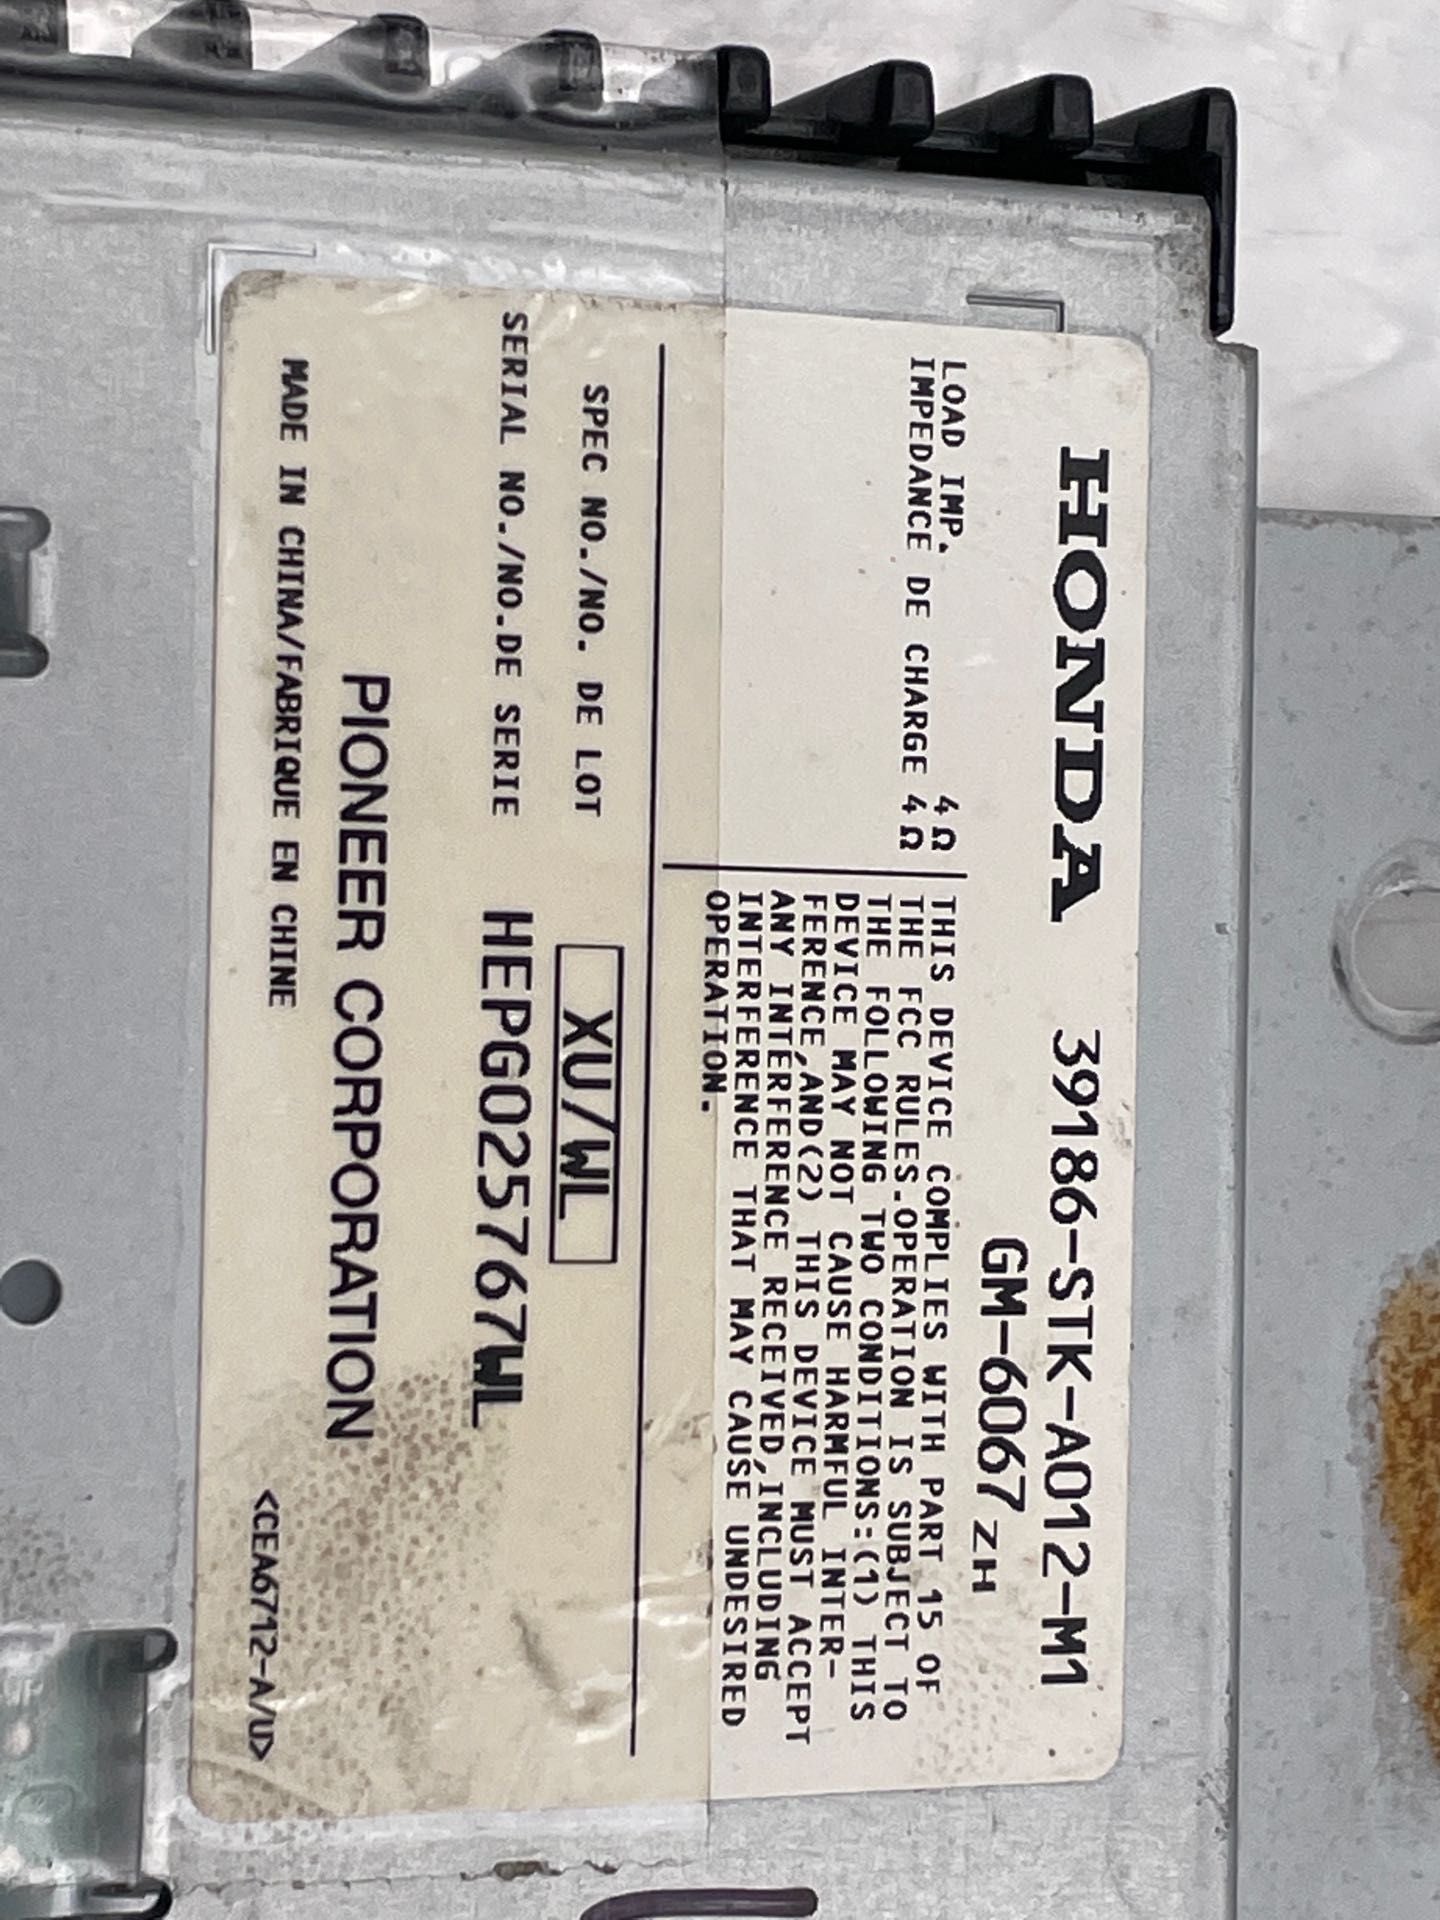 HONDA 39186-STK-A012-M1
GM-6067 ZH
LOAD IMP. 4Ω
IMPEDANCE DE CHARGE 4Ω
THIS DEVICE COMPLIES WITH PART 15 OF
THE FCC RULES.OPERATION IS SUBJECT TO
THE FOLLOWING TWO CONDITIONS:(1) THIS
DEVICE MAY NOT CAUSE HARMFUL INTER-
FERENCE,AND(2) THIS DEVICE MUST ACCEPT
ANY INTERFERENCE RECEIVED,INCLUDING
INTERFERENCE THAT MAY CAUSE UNDESIRED
OPERATION.
SPEC NO./NO. DE LOT XU/WL
SERIAL NO./NO.DE SERIE HEPG025767WL
PIONEER CORPORATION
MADE IN CHINA/FABRIQUE EN CHINE <CEA6712-A/U>